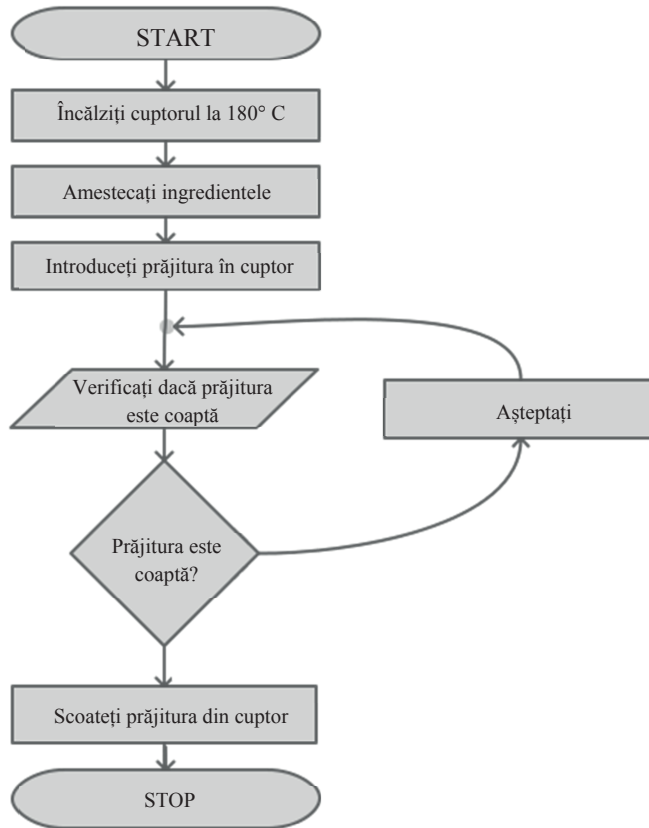 START
Încălziți cuptorul la 180° C
Amestecați ingredientele
Introduceți prăjitura în cuptor
Verificați dacă prăjitura
este coaptă
Așteptați
Prăjitura este
coaptă?
Scoateți prăjitura din cuptor
STOP